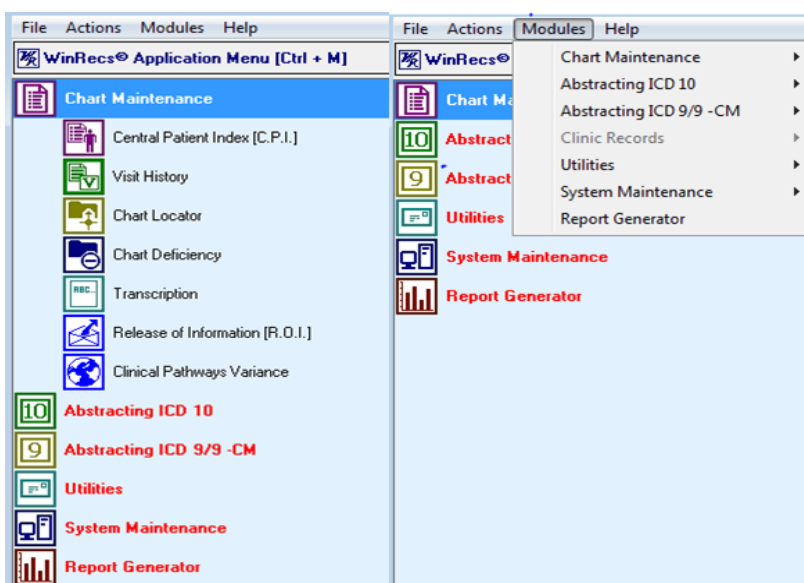 File Actions Modules Help
WinRecs® Application Menu [Ctrl + M]
Chart Maintenance
Central Patient Index [C.P.I.]
Visit History
Chart Locator
Chart Deficiency
ABC..
Transcription
Release of Information [R.O.I.]
Clinical Pathways Variance
10 Abstracting ICD 10
9 Abstracting ICD 9/9 -CM
Utilities
System Maintenance
Report Generator
File Actions Modules Help
WinRecs®
Chart Ma
10 Abstract
9 Abstract
Utilities
System Maintenance
Report Generator
Chart Maintenance
Abstracting ICD 10
Abstracting ICD 9/9 -CM
Clinic Records
Utilities
System Maintenance
Report Generator